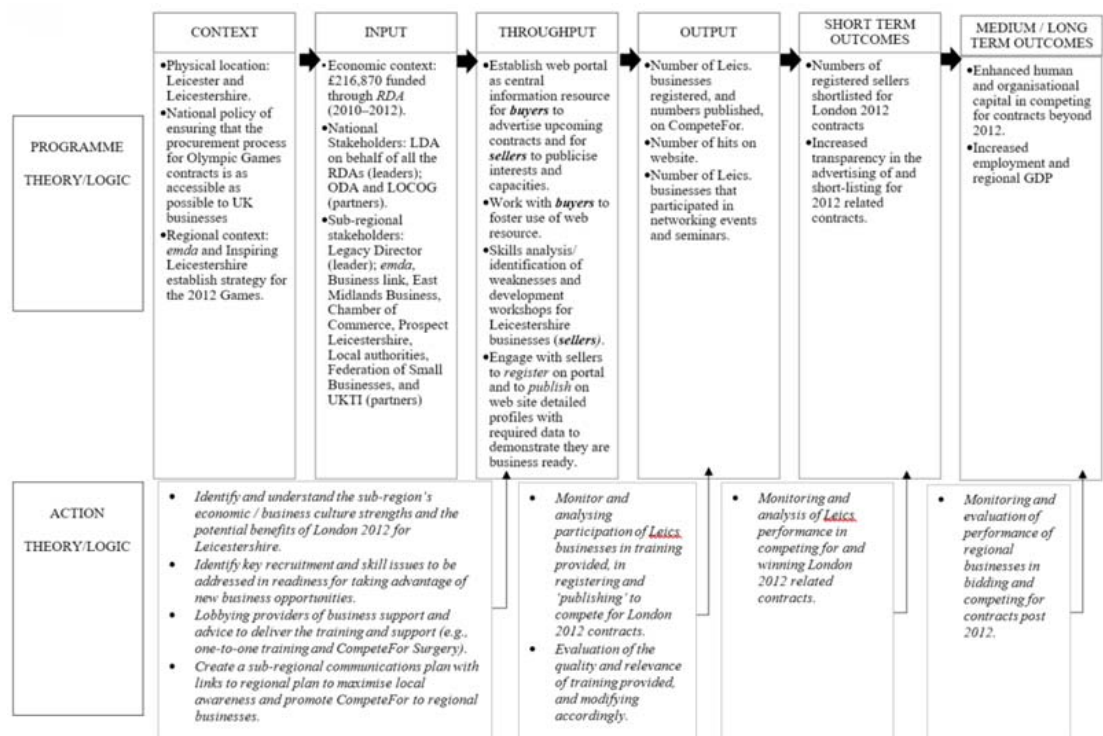 CONTEXT
•Physical location:
Leicester and
Leicestershire.
•National policy of
ensuring that the
procurement process
for Olympic Games
contracts is as
accessible as
possible to UK
businesses
•Regional context:
emda and Inspiring
Leicestershire
establish strategy for
the 2012 Games.
INPUT
• Economic context:
£216,870 funded
through RDA
(2010–2012).
•National
Stakeholders: LDA
on behalf of all the
RDAs (leaders);
ODA and LOCOG
(partners).
•Sub-regional
stakeholders:
Legacy Director
(leader); emda,
Business link, East
Midlands Business,
Chamber of
Commerce, Prospect
Leicestershire,
Local authorities,
Federation of Small
Businesses, and
UKTI (partners)
THROUGHPUT
•Establish web portal
as central
information resource
for buyers to
advertise upcoming
contracts and for
sellers to publicise
interests and
capacities.
•Work with buyers to
foster use of web
resource.
•Skills analysis/
identification of
weaknesses and
development
workshops for
Leicestershire
businesses (sellers).
•Engage with sellers
to register on portal
and to publish on
web site detailed
profiles with
required data to
demonstrate they are
business ready.
OUTPUT
•Number of Leics.
businesses
registered, and
numbers published,
on CompeteFor.
•Number of hits on
website.
•Number of Leics.
businesses that
participated in
networking events
and seminars.
SHORT TERM
OUTCOMES
•Numbers of
registered sellers
shortlisted for
London 2012
contracts
•Increased
transparency in the
advertising of and
short-listing for
2012 related
contracts.
MEDIUM / LONG
TERM OUTCOMES
•Enhanced human
and organisational
capital in competing
for contracts beyond
2012.
•Increased
employment and
regional GDP
PROGRAMME
THEORY/LOGIC
ACTION
THEORY/LOGIC
• Identify and understand the sub-region's
economic / business culture strengths and the
potential benefits of London 2012 for
Leicestershire.
• Identify key recruitment and skill issues to be
addressed in readiness for taking advantage of
new business opportunities.
• Lobbying providers of business support and
advice to deliver the training and support (e.g.,
one-to-one training and CompeteFor Surgery).
• Create a sub-regional communications plan with
links to regional plan to maximise local
awareness and promote CompeteFor to regional
businesses.
• Monitor and
analysing
participation of Leics
businesses in training
provided, in
registering and
'publishing' to
compete for London
2012 contracts.
• Evaluation of the
quality and relevance
of training provided,
and modifying
accordingly.
• Monitoring and
analysis of Leics
performance in
competing for and
winning London
2012 related
contracts.
• Monitoring and
evaluation of
performance of
regional
businesses in
bidding and
competing for
contracts post
2012.